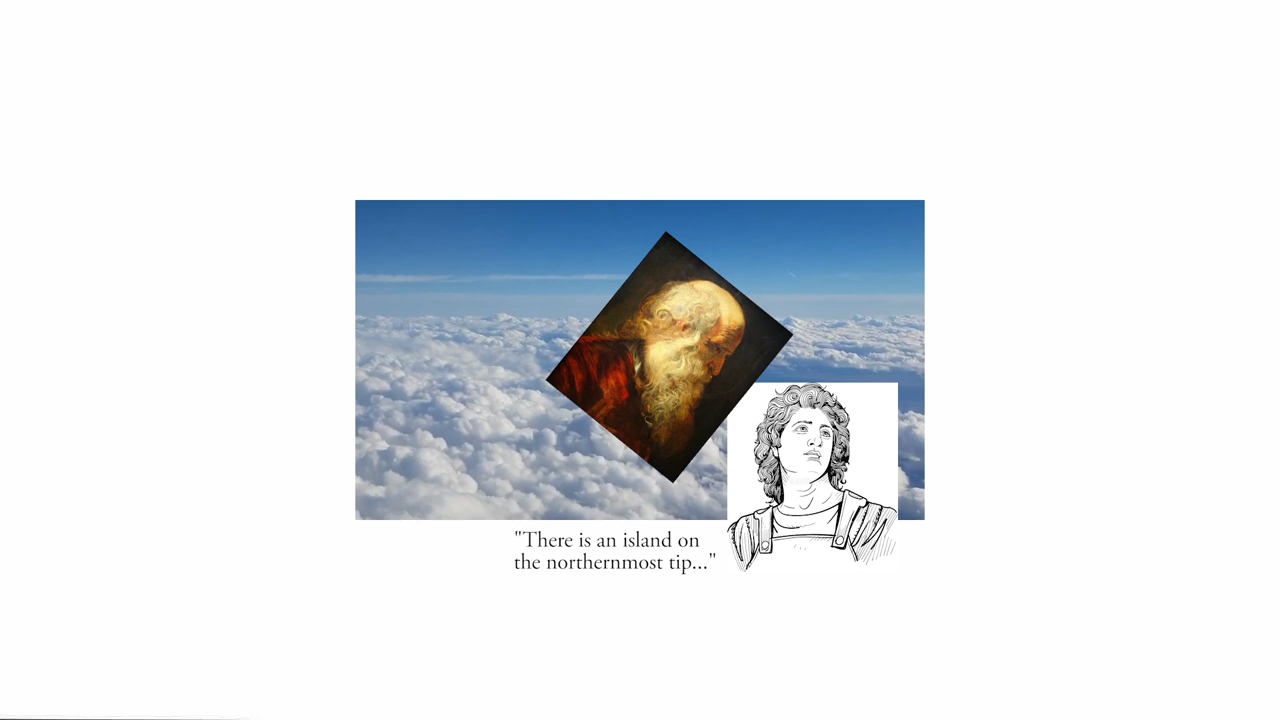 "There is an island on
the northernmost tip..."